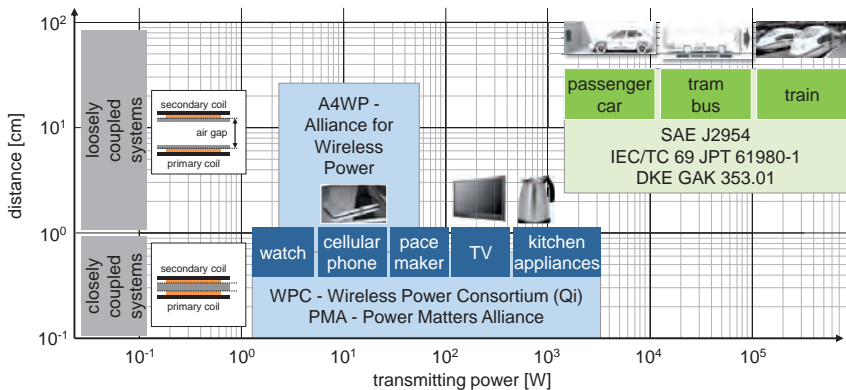 10²
10¹
10⁰
10⁻¹
distance [cm]
loosely
coupled
systems
closely
coupled
systems
secondary coil
air gap
primary coil
secondary coil
primary coil
A4WP -
Alliance for
Wireless
Power
watch
cellular
phone
pace
maker
TV
kitchen
appliances
WPC - Wireless Power Consortium (Qi)
PMA - Power Matters Alliance
passenger
car
tram
bus
train
SAE J2954
IEC/TC 69 JPT 61980-1
DKE GAK 353.01
10⁻¹
10⁰
10¹
10²
10³
10⁴
10⁵
transmitting power [W]